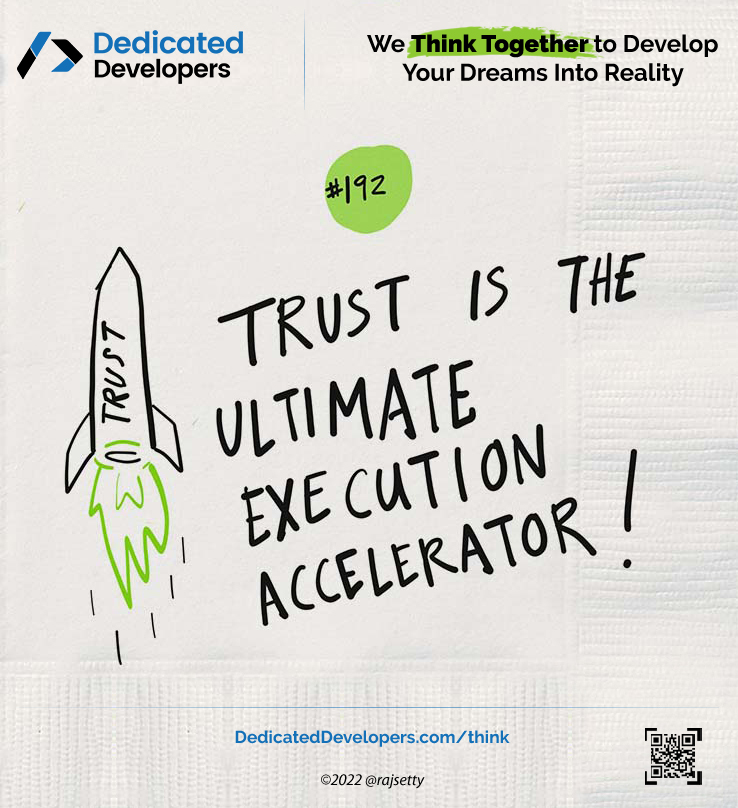 Dedicated
Developers
We Think Together to Develop
Your Dreams Into Reality
#192
TRUST
TRUST IS THE
ULTIMATE
EXECUTION
ACCELERATOR!
DedicatedDevelopers.com/think
©2022 @rajsetty